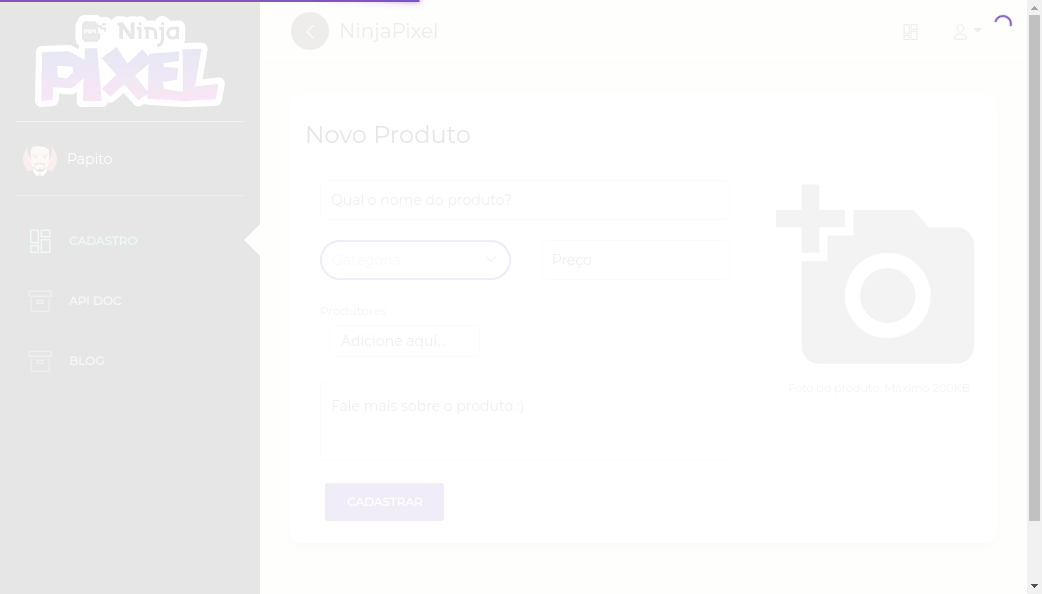 Ninja
PIXEL
NinjaPixel
Papito
CADASTRO
API DOC
BLOG
Novo Produto
Qual o nome do produto?
Categoria
Preço
Produtores
Adicione aqui...
Fale mais sobre o produto :)
Foto do produto. Máximo 200KB
CADASTRAR